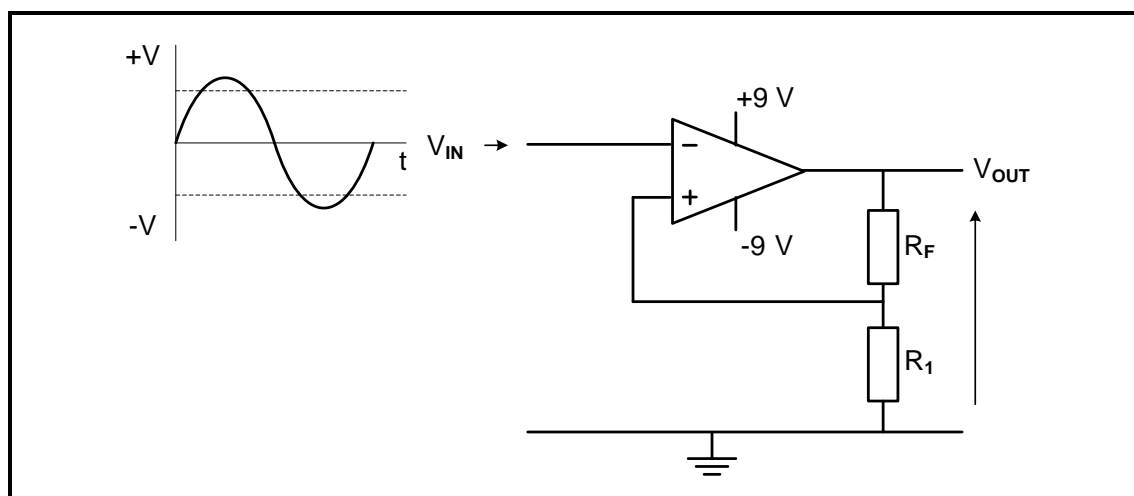 +V
+9 V
V_IN →
t
−
V_OUT
+
-V
-9 V
R_F
R_1